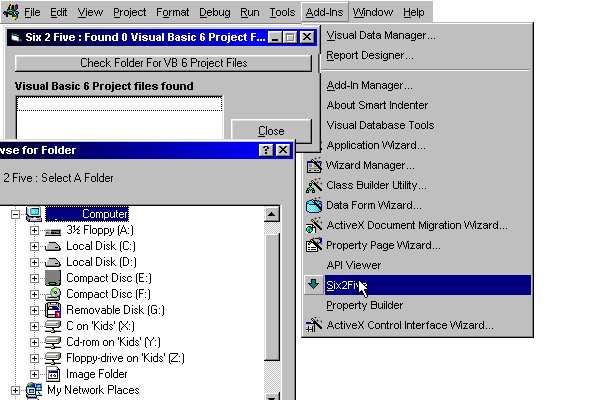 File Edit View Project Format Debug Run Tools Add-Ins Window Help
Six 2 Five : Found 0 Visual Basic 6 Project F...
Check Folder For VB 6 Project Files
Visual Basic 6 Project files found
Close
wse for Folder
2 Five : Select A Folder
Computer
3½ Floppy (A:)
Local Disk (C:)
Local Disk (D:)
Compact Disc (E:)
Compact Disc (F:)
Removable Disk (G:)
C on 'Kids' (X:)
Cd-rom on 'Kids' (Y:)
Floppy-drive on 'Kids' (Z:)
Image Folder
My Network Places
Visual Data Manager...
Report Designer...
Add-In Manager...
About Smart Indenter
Visual Database Tools
Application Wizard...
Wizard Manager...
Class Builder Utility...
Data Form Wizard...
ActiveX Document Migration Wizard...
Property Page Wizard...
API Viewer
Six2Five
Property Builder
ActiveX Control Interface Wizard...